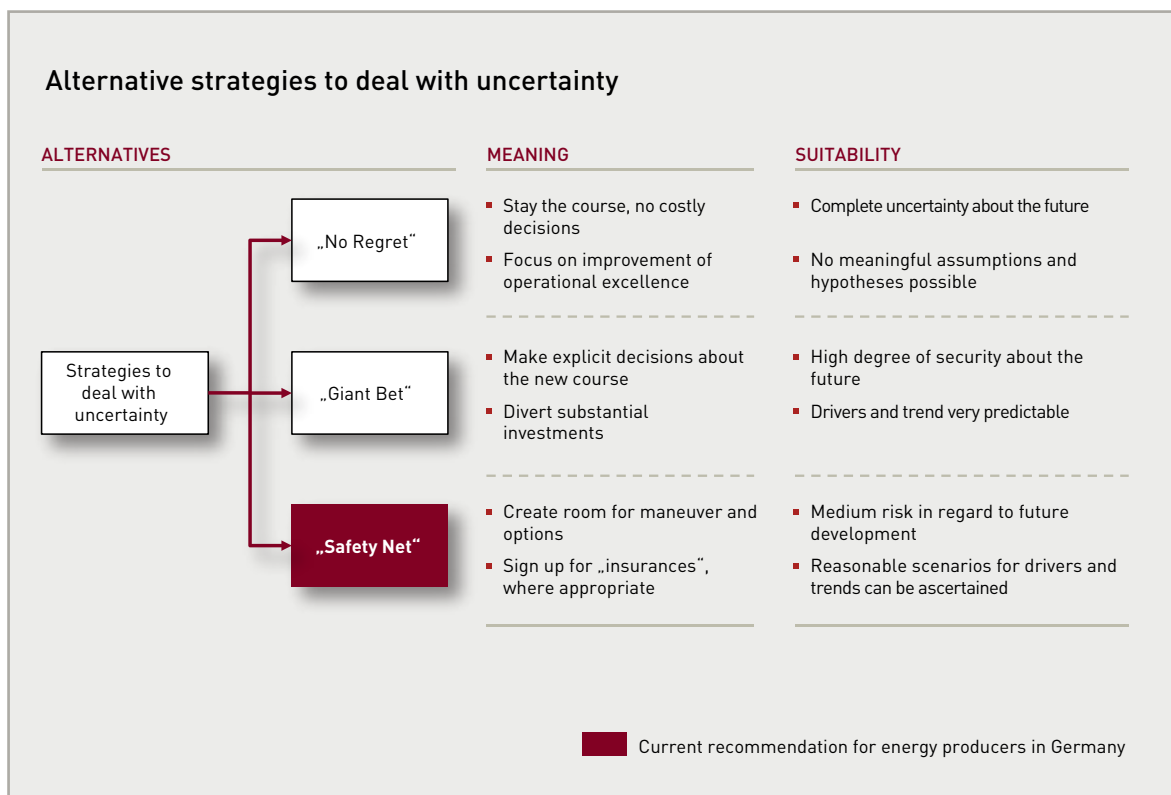 Alternative strategies to deal with uncertainty
ALTERNATIVES
MEANING
SUITABILITY
Strategies to
deal with
uncertainty
„No Regret“
▪ Stay the course, no costly
decisions
▪ Focus on improvement of
operational excellence
▪ Complete uncertainty about the future
▪ No meaningful assumptions and
hypotheses possible
„Giant Bet“
▪ Make explicit decisions about
the new course
▪ Divert substantial
investments
▪ High degree of security about the
future
▪ Drivers and trend very predictable
„Safety Net“
▪ Create room for maneuver and
options
▪ Sign up for „insurances“,
where appropriate
▪ Medium risk in regard to future
development
▪ Reasonable scenarios for drivers and
trends can be ascertained
Current recommendation for energy producers in Germany